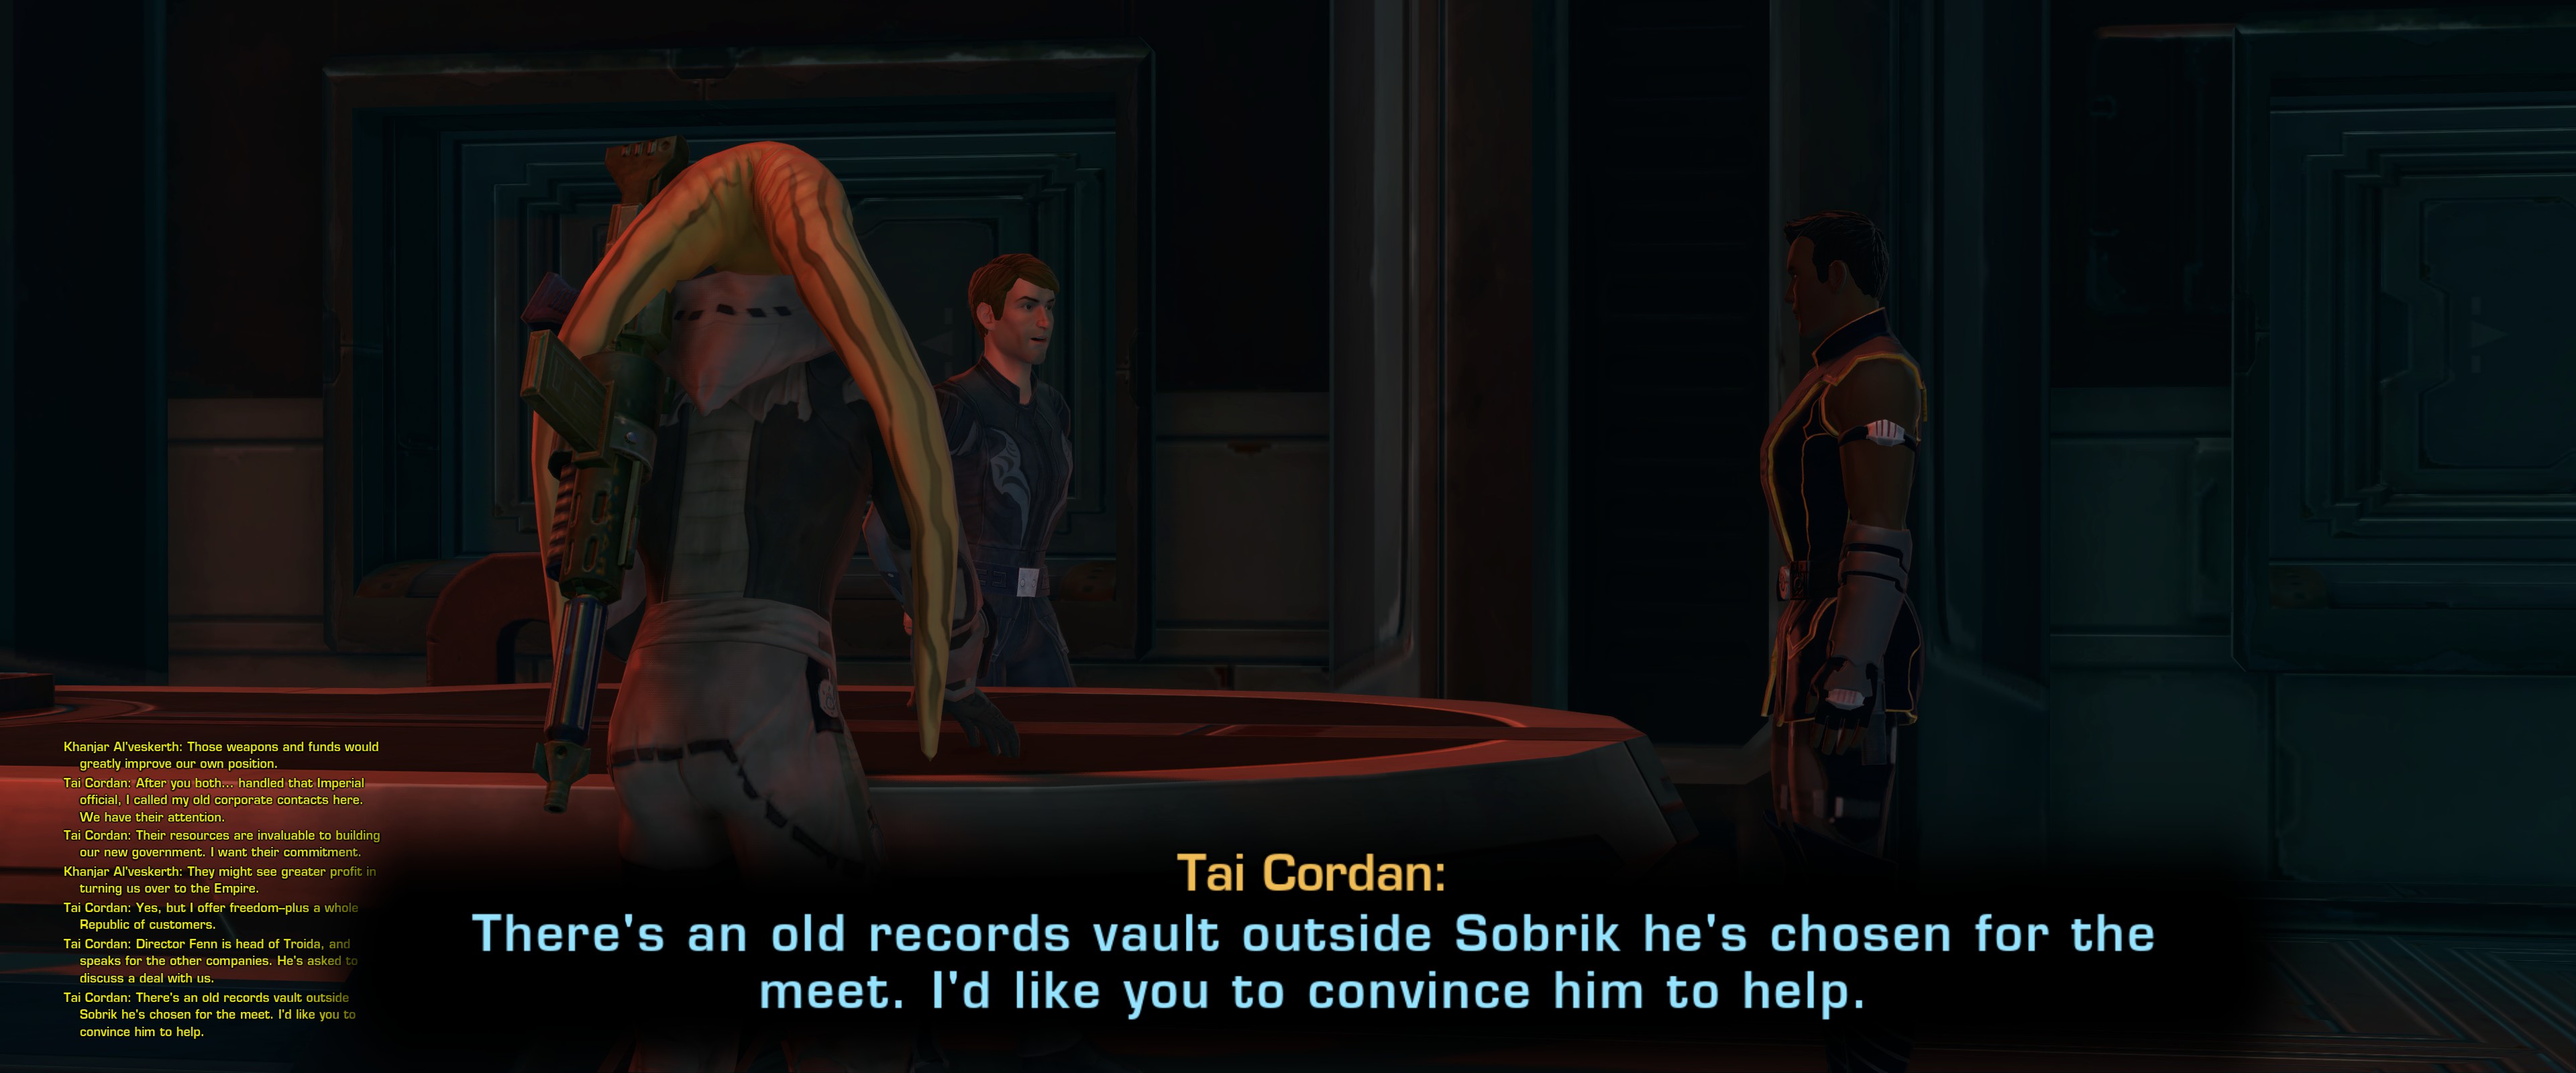 Khanjar Al'veskerth: Those weapons and funds would
greatly improve our own position.
Tai Cordan: After you both... handled that Imperial
official, I called my old corporate contacts here.
We have their attention.
Tai Cordan: Their resources are invaluable to building
our new government. I want their commitment.
Khanjar Al'veskerth: They might see greater profit in
turning us over to the Empire.
Tai Cordan: Yes, but I offer freedom–plus a whole
Republic of customers.
Tai Cordan: Director Fenn is head of Troida, and
speaks for the other companies. He's asked to
discuss a deal with us.
Tai Cordan: There's an old records vault outside
Sobrik he's chosen for the meet. I'd like you to
convince him to help.
Tai Cordan:
There's an old records vault outside Sobrik he's chosen for the
meet. I'd like you to convince him to help.